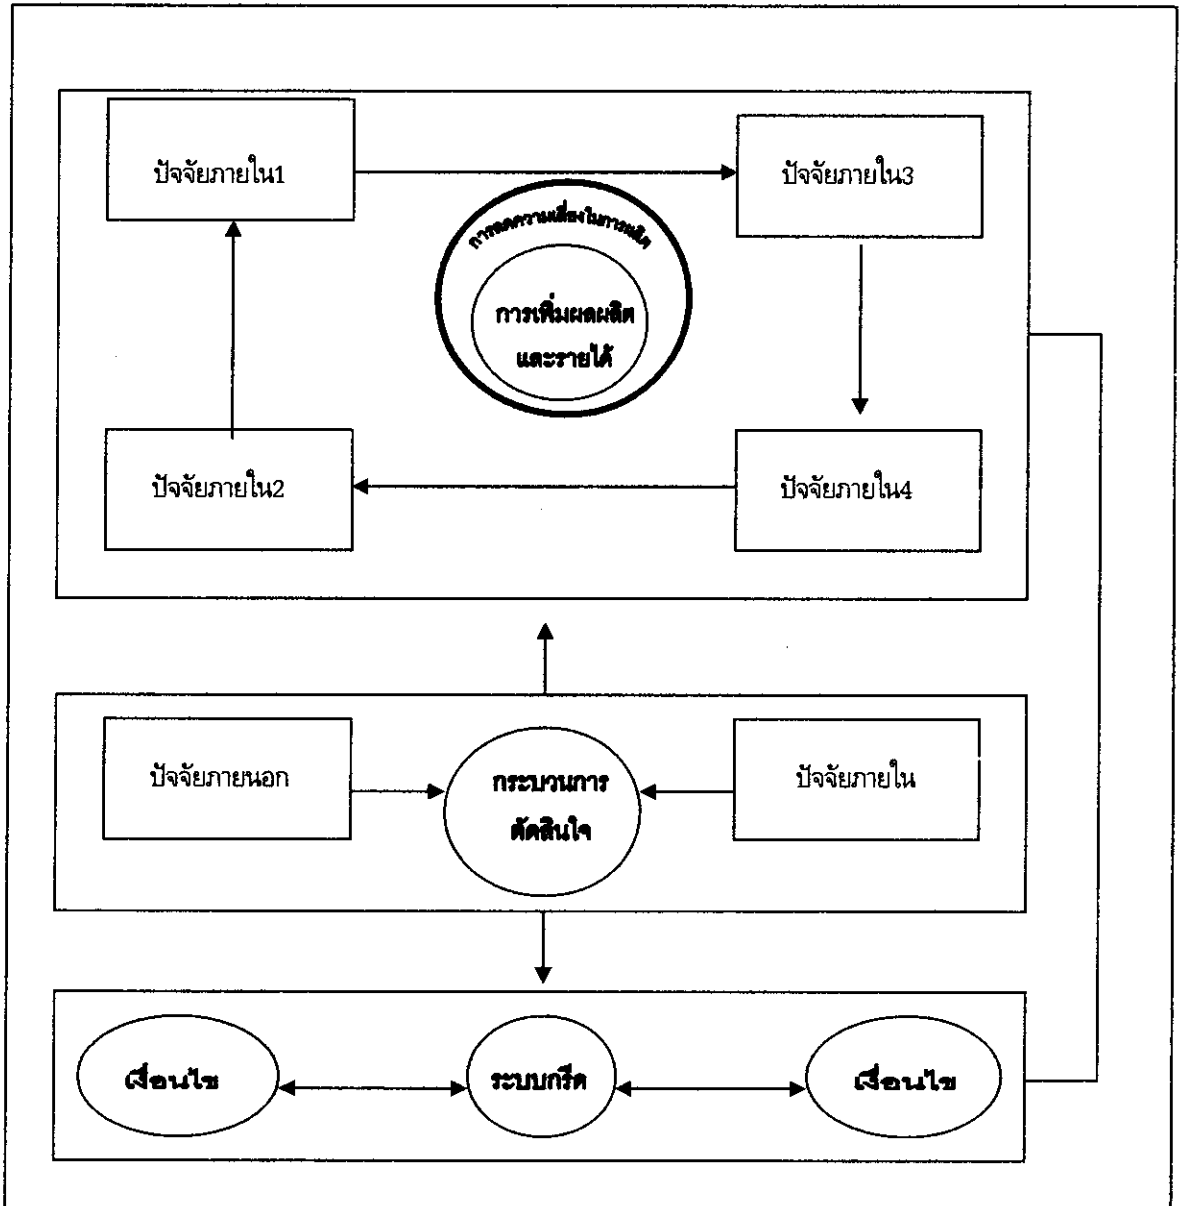 ปัจจัยภายใน1
ปัจจัยภายใน3
การลดความเสี่ยงในการผลิต
การเพิ่มผลผลิต
และรายได้
ปัจจัยภายใน2
ปัจจัยภายใน4
ปัจจัยภายนอก
กระบวนการ
ตัดสินใจ
ปัจจัยภายใน
เงื่อนไข
ระบบกรีด
เงื่อนไข